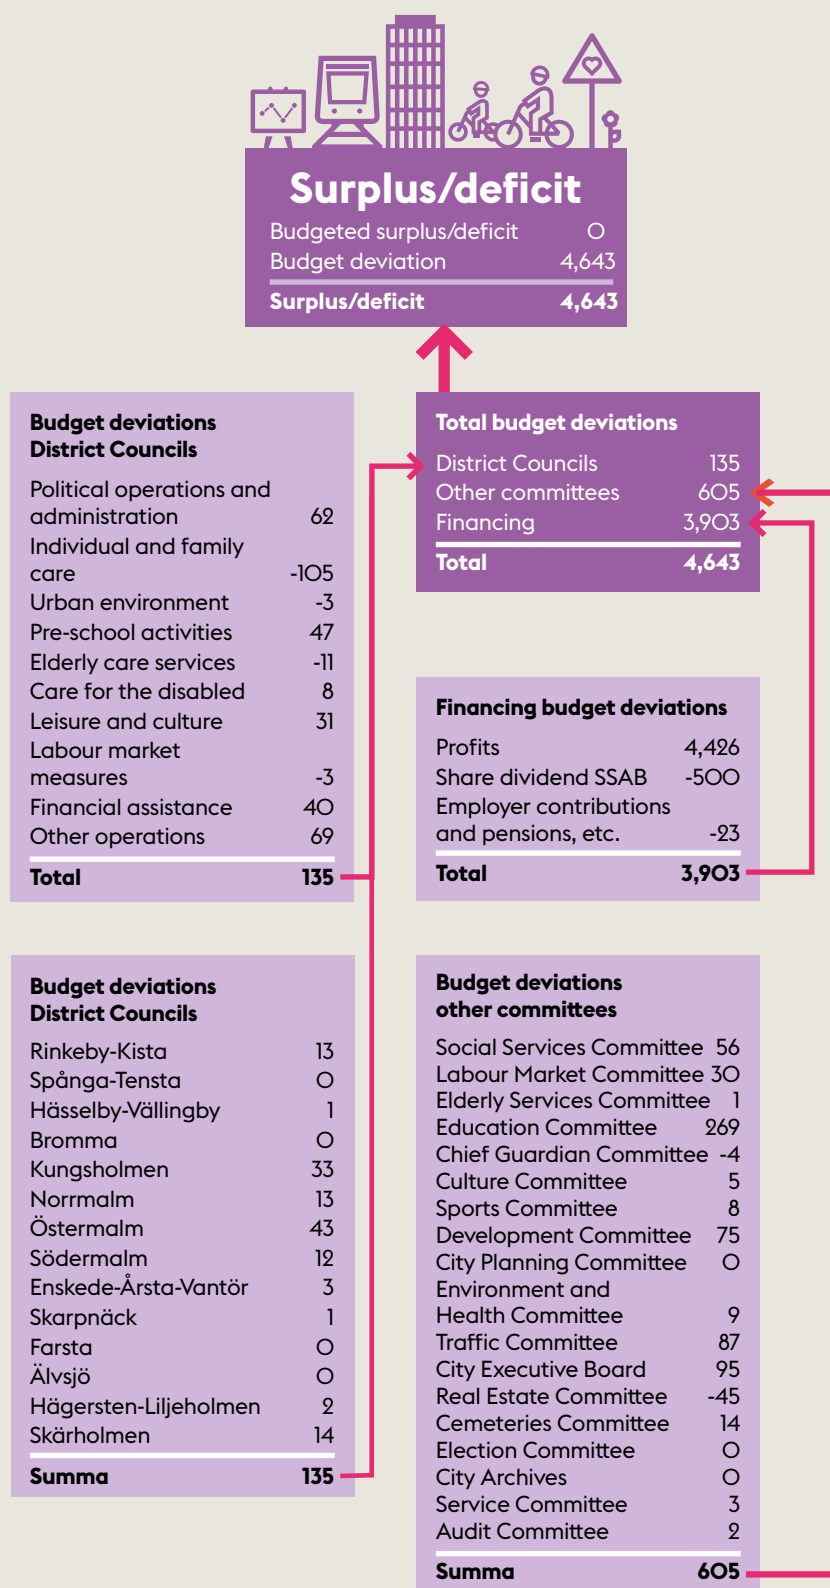 Surplus/deficit
Budgeted surplus/deficit 0
Budget deviation 4,643
Surplus/deficit 4,643
Budget deviations
District Councils
Political operations and
administration 62
Individual and family
care -105
Urban environment -3
Pre-school activities 47
Elderly care services -11
Care for the disabled 8
Leisure and culture 31
Labour market
measures -3
Financial assistance 40
Other operations 69
Total 135
Total budget deviations
District Councils 135
Other committees 605
Financing 3,903
Total 4,643
Financing budget deviations
Profits 4,426
Share dividend SSAB -500
Employer contributions
and pensions, etc. -23
Total 3,903
Budget deviations
District Councils
Rinkeby-Kista 13
Spånga-Tensta 0
Hässelby-Vällingby 1
Bromma 0
Kungsholmen 33
Norrmalm 13
Östermalm 43
Södermalm 12
Enskede-Årsta-Vantör 3
Skarpnäck 1
Farsta 0
Älvsjö 0
Hägersten-Liljeholmen 2
Skärholmen 14
Summa 135
Budget deviations
other committees
Social Services Committee 56
Labour Market Committee 30
Elderly Services Committee 1
Education Committee 269
Chief Guardian Committee -4
Culture Committee 5
Sports Committee 8
Development Committee 75
City Planning Committee 0
Environment and
Health Committee 9
Traffic Committee 87
City Executive Board 95
Real Estate Committee -45
Cemeteries Committee 14
Election Committee 0
City Archives 0
Service Committee 3
Audit Committee 2
Summa 605